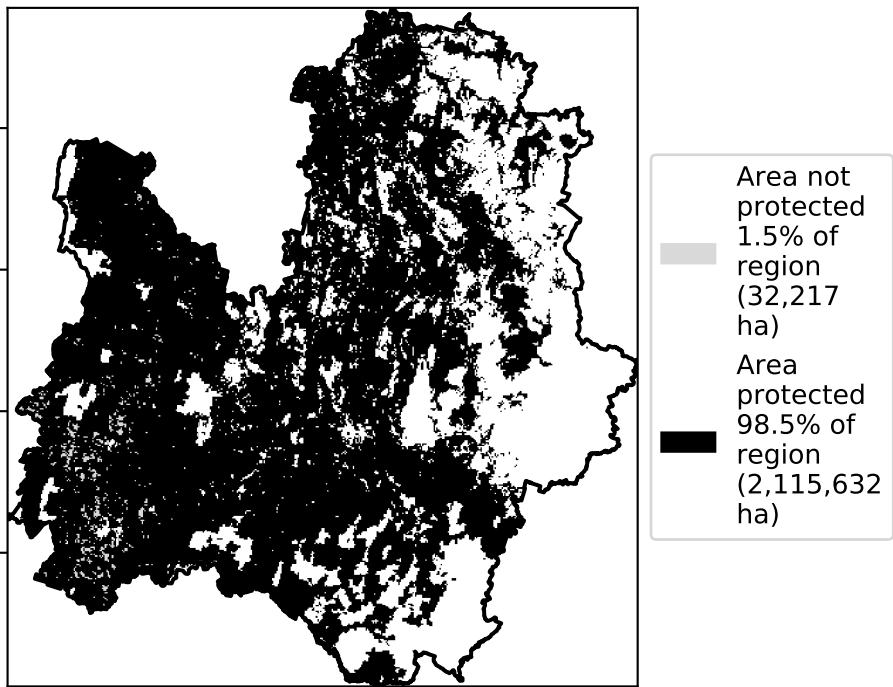 Area not
protected
1.5% of
region
(32,217
ha)
Area
protected
98.5% of
region
(2,115,632
ha)